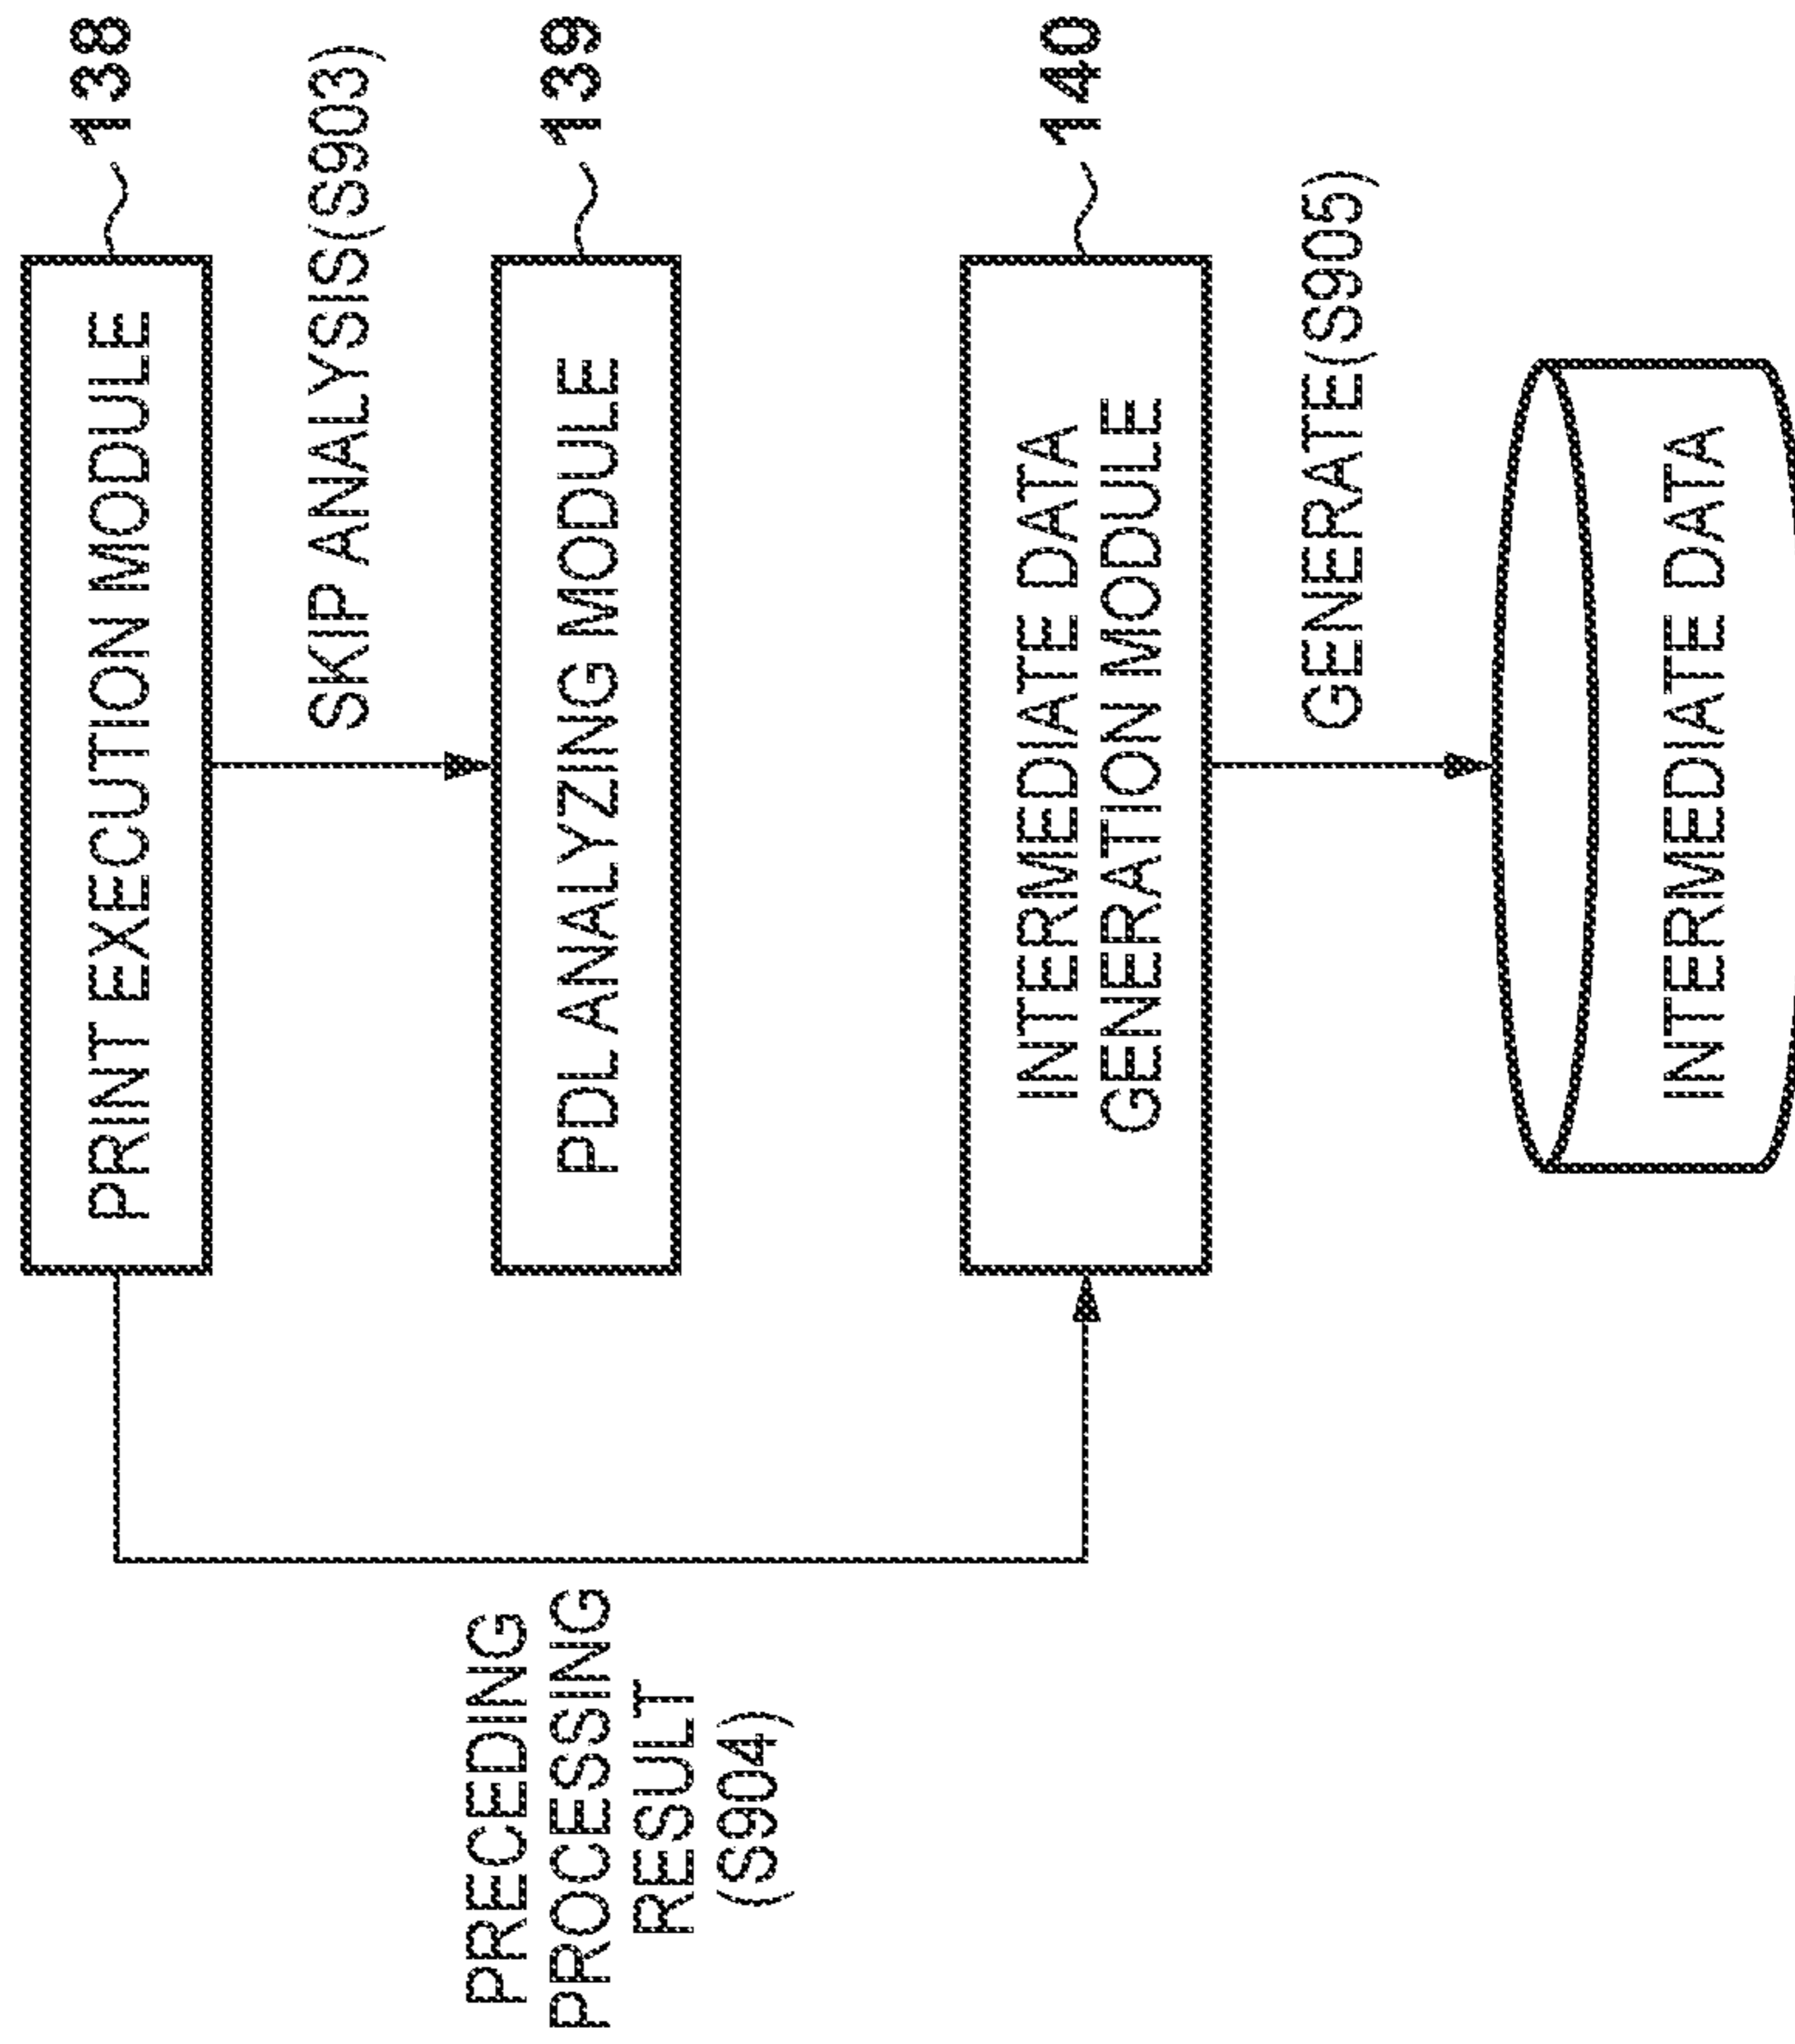 PRINT EXECUTION MODULE
138
SKIP ANALYSIS(S903)
PDL ANALYZING MODULE
139
PRECEDING
PROCESSING
RESULT
(S904)
INTERMEDIATE DATA
GENERATION MODULE
140
GENERATE(S905)
INTERMEDIATE DATA